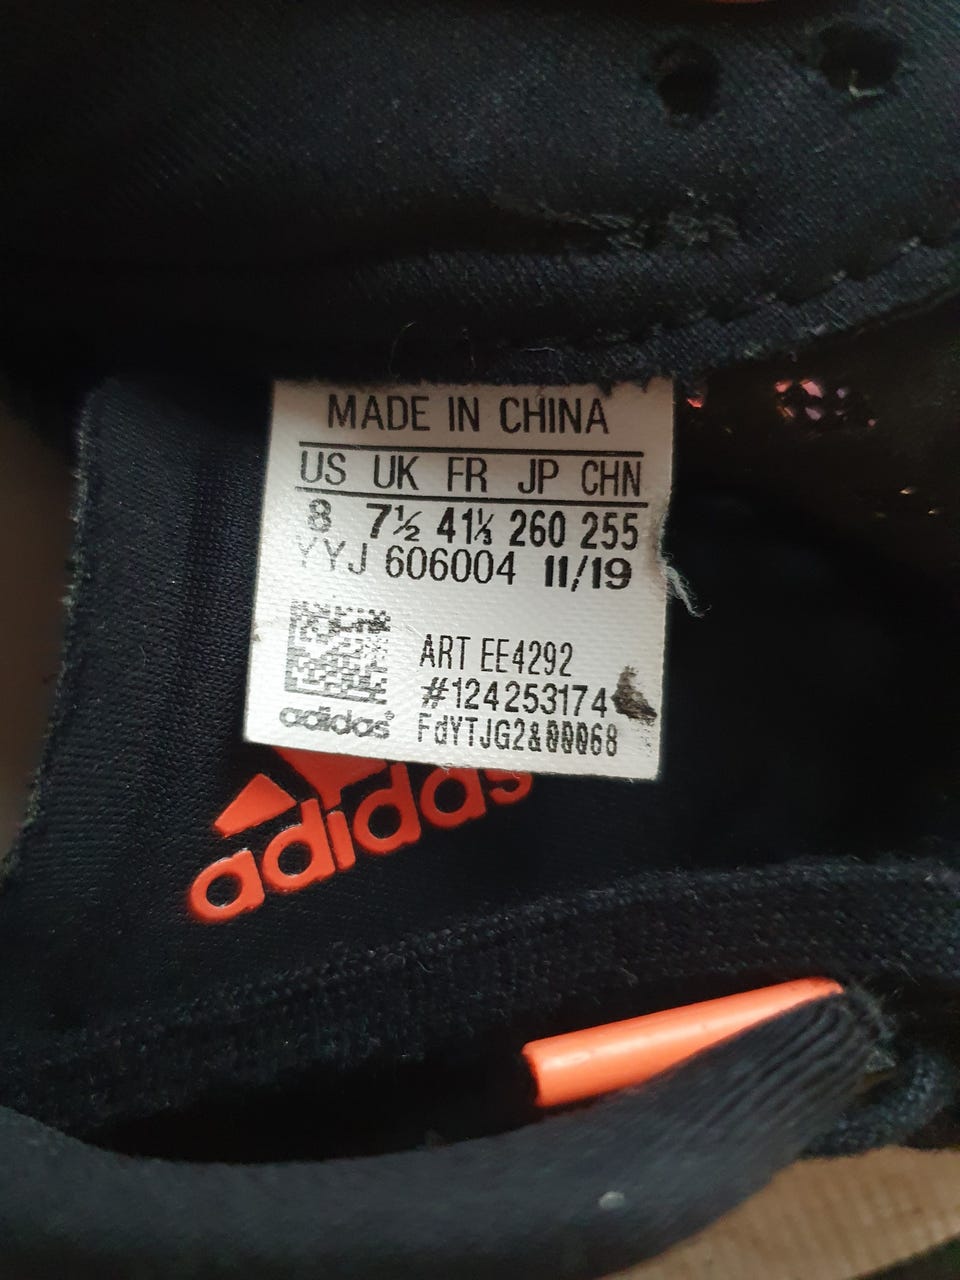 MADE IN CHINA
US UK FR JP CHN
8 7½ 41⅓ 260 255
YYJ 606004 11/19
ART EE4292
#124253174
adidas
FdYTJG2&00068
adidas